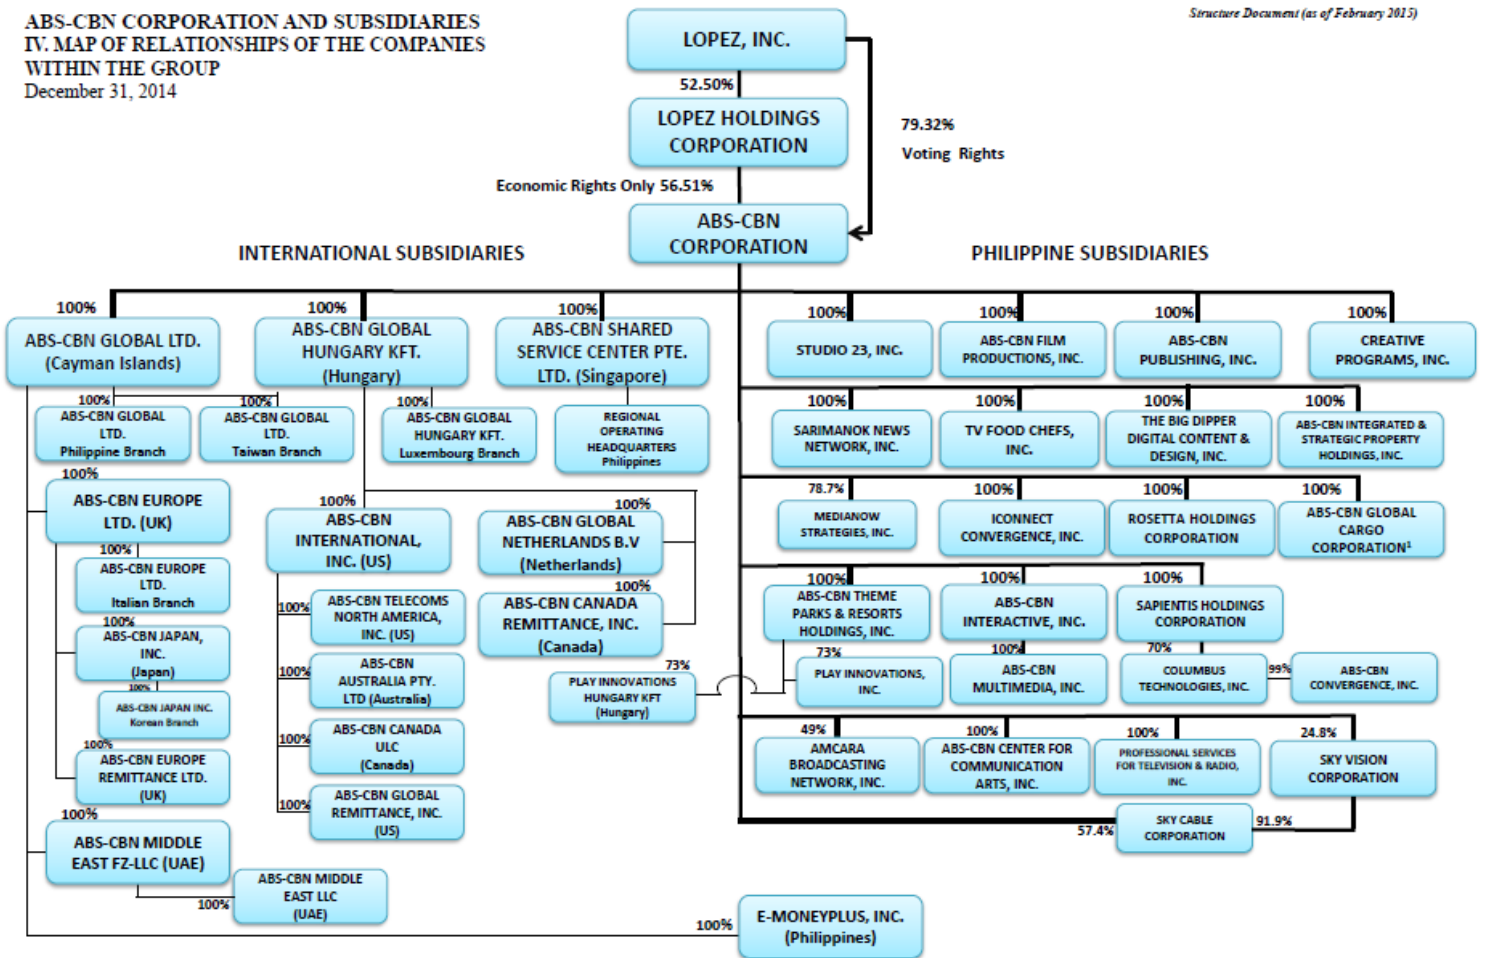 ABS-CBN CORPORATION AND SUBSIDIARIES
IV. MAP OF RELATIONSHIPS OF THE COMPANIES
WITHIN THE GROUP
December 31, 2014
Structure Document (as of February 2015)
LOPEZ, INC.
52.50%
LOPEZ HOLDINGS
CORPORATION
79.32%
Voting Rights
Economic Rights Only 56.51%
ABS-CBN
CORPORATION
INTERNATIONAL SUBSIDIARIES
PHILIPPINE SUBSIDIARIES
100%
ABS-CBN GLOBAL LTD.
(Cayman Islands)
100%
ABS-CBN GLOBAL
HUNGARY KFT.
(Hungary)
100%
ABS-CBN SHARED
SERVICE CENTER PTE.
LTD. (Singapore)
100%
STUDIO 23, INC.
100%
ABS-CBN FILM
PRODUCTIONS, INC.
100%
ABS-CBN
PUBLISHING, INC.
100%
CREATIVE
PROGRAMS, INC.
100%
ABS-CBN GLOBAL
LTD.
Philippine Branch
100%
ABS-CBN GLOBAL
LTD.
Taiwan Branch
100%
ABS-CBN GLOBAL
HUNGARY KFT.
Luxembourg Branch
REGIONAL
OPERATING
HEADQUARTERS
Philippines
100%
SARIMANOK NEWS
NETWORK, INC.
100%
TV FOOD CHEFS,
INC.
100%
THE BIG DIPPER
DIGITAL CONTENT &
DESIGN, INC.
100%
ABS-CBN INTEGRATED &
STRATEGIC PROPERTY
HOLDINGS, INC.
100%
ABS-CBN EUROPE
LTD. (UK)
100%
ABS-CBN
INTERNATIONAL,
INC. (US)
100%
ABS-CBN GLOBAL
NETHERLANDS B.V
(Netherlands)
78.7%
MEDIANOW
STRATEGIES, INC.
100%
ICONNECT
CONVERGENCE, INC.
100%
ROSETTA HOLDINGS
CORPORATION
100%
ABS-CBN GLOBAL
CARGO
CORPORATION¹
100%
ABS-CBN EUROPE
LTD.
Italian Branch
100%
ABS-CBN TELECOMS
NORTH AMERICA,
INC. (US)
100%
ABS-CBN CANADA
REMITTANCE, INC.
(Canada)
100%
ABS-CBN THEME
PARKS & RESORTS
HOLDINGS, INC.
100%
ABS-CBN
INTERACTIVE, INC.
100%
SAPIENTIS HOLDINGS
CORPORATION
100%
ABS-CBN JAPAN,
INC.
(Japan)
100%
ABS-CBN
AUSTRALIA PTY.
LTD (Australia)
73%
PLAY INNOVATIONS
HUNGARY KFT
(Hungary)
73%
PLAY INNOVATIONS,
INC.
100%
ABS-CBN
MULTIMEDIA, INC.
70%
COLUMBUS
TECHNOLOGIES, INC.
99%
ABS-CBN
CONVERGENCE, INC.
100%
ABS-CBN JAPAN INC.
Korean Branch
100%
ABS-CBN CANADA
ULC
(Canada)
49%
AMCARA
BROADCASTING
NETWORK, INC.
100%
ABS-CBN CENTER FOR
COMMUNICATION
ARTS, INC.
100%
PROFESSIONAL SERVICES
FOR TELEVISION & RADIO,
INC.
24.8%
SKY VISION
CORPORATION
100%
ABS-CBN EUROPE
REMITTANCE LTD.
(UK)
100%
ABS-CBN GLOBAL
REMITTANCE, INC.
(US)
57.4%
SKY CABLE
CORPORATION
91.9%
100%
ABS-CBN MIDDLE
EAST FZ-LLC (UAE)
100%
ABS-CBN MIDDLE
EAST LLC
(UAE)
100%
E-MONEYPLUS, INC.
(Philippines)